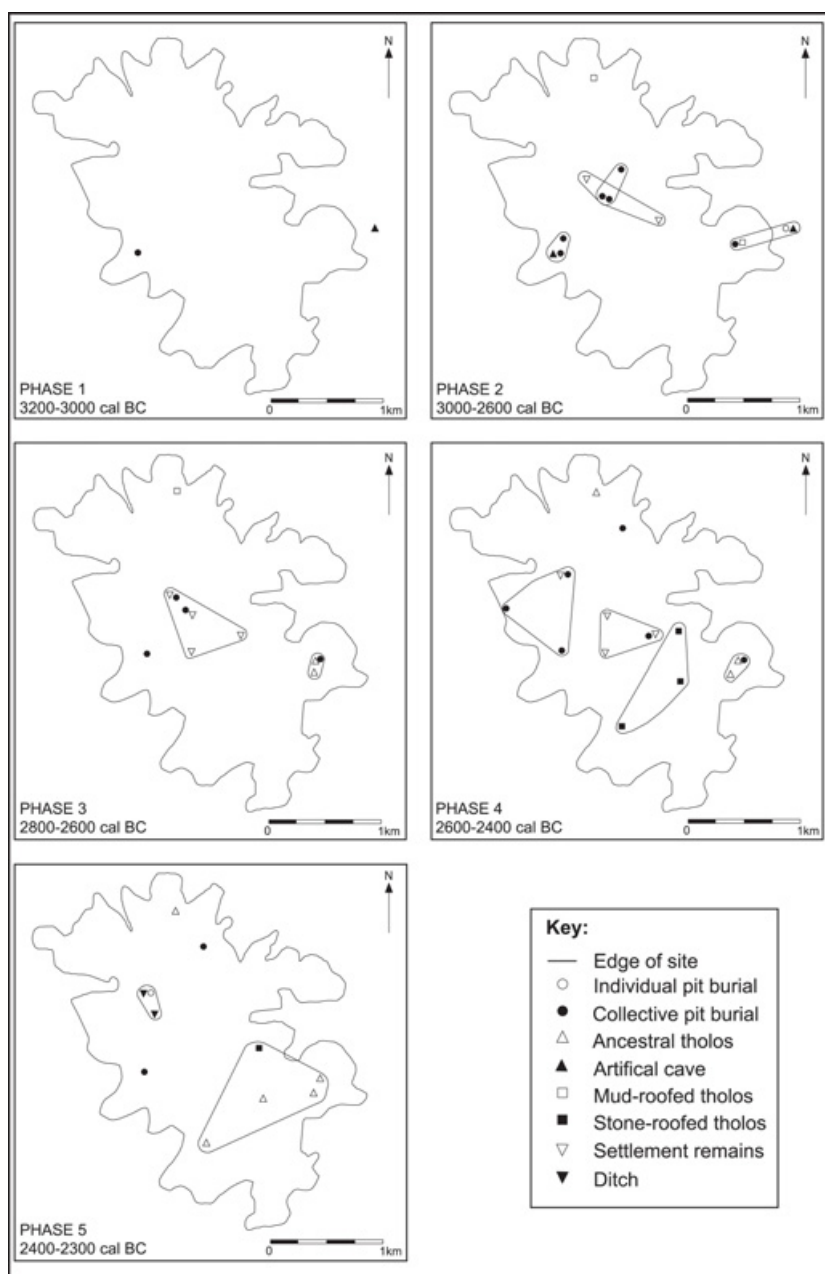 N
PHASE 1
3200-3000 cal BC
0 1km
N
PHASE 2
3000-2600 cal BC
0 1km
N
PHASE 3
2800-2600 cal BC
0 1km
N
PHASE 4
2600-2400 cal BC
0 1km
N
PHASE 5
2400-2300 cal BC
0 1km
Key:
Edge of site
Individual pit burial
Collective pit burial
Ancestral tholos
Artifical cave
Mud-roofed tholos
Stone-roofed tholos
Settlement remains
Ditch